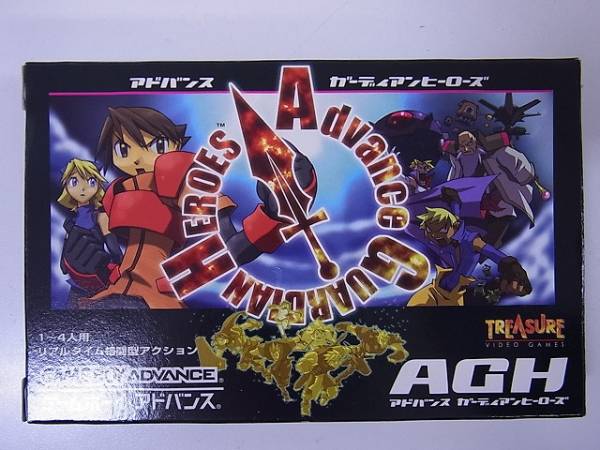 アドバンス ガーディアンヒーローズ
Advance Guardian Heroes™
1~4人用
リアルタイム格闘型アクション
GAME BOY ADVANCE
ゲームボーイアドバンス®
TREASURE
VIDEO GAMES
AGH
アドバンス ガーディアンヒーローズ